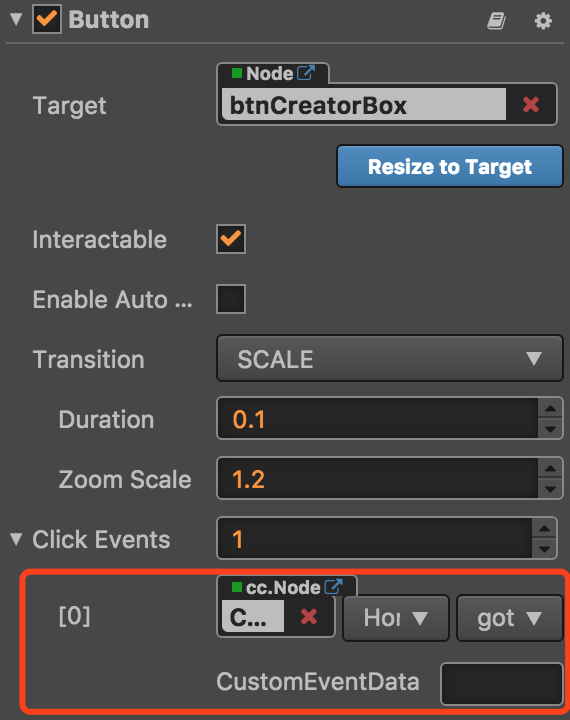 Button
Node
Target
btnCreatorBox
Resize to Target
Interactable
Enable Auto ...
Transition
SCALE
Duration
0.1
Zoom Scale
1.2
Click Events
1
cc.Node
[0]
C...
Hor
got
CustomEventData